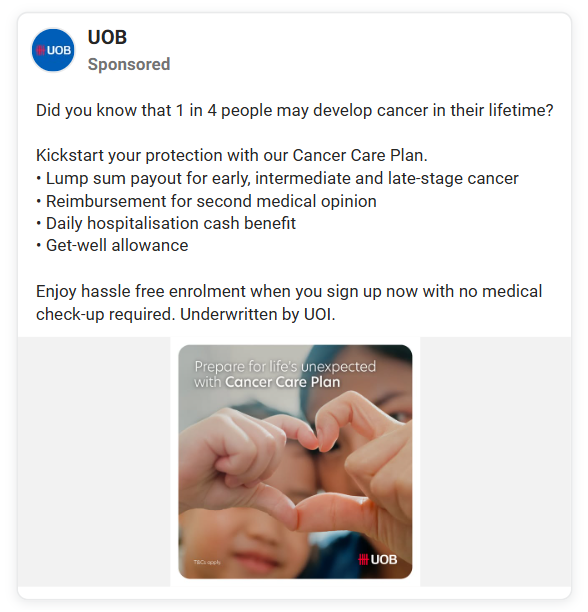 UOB
UOB
Sponsored
Did you know that 1 in 4 people may develop cancer in their lifetime?
Kickstart your protection with our Cancer Care Plan.
• Lump sum payout for early, intermediate and late-stage cancer
• Reimbursement for second medical opinion
• Daily hospitalisation cash benefit
• Get-well allowance
Enjoy hassle free enrolment when you sign up now with no medical
check-up required. Underwritten by UOI.
Prepare for life's unexpected
with Cancer Care Plan
T&Cs apply
UOB